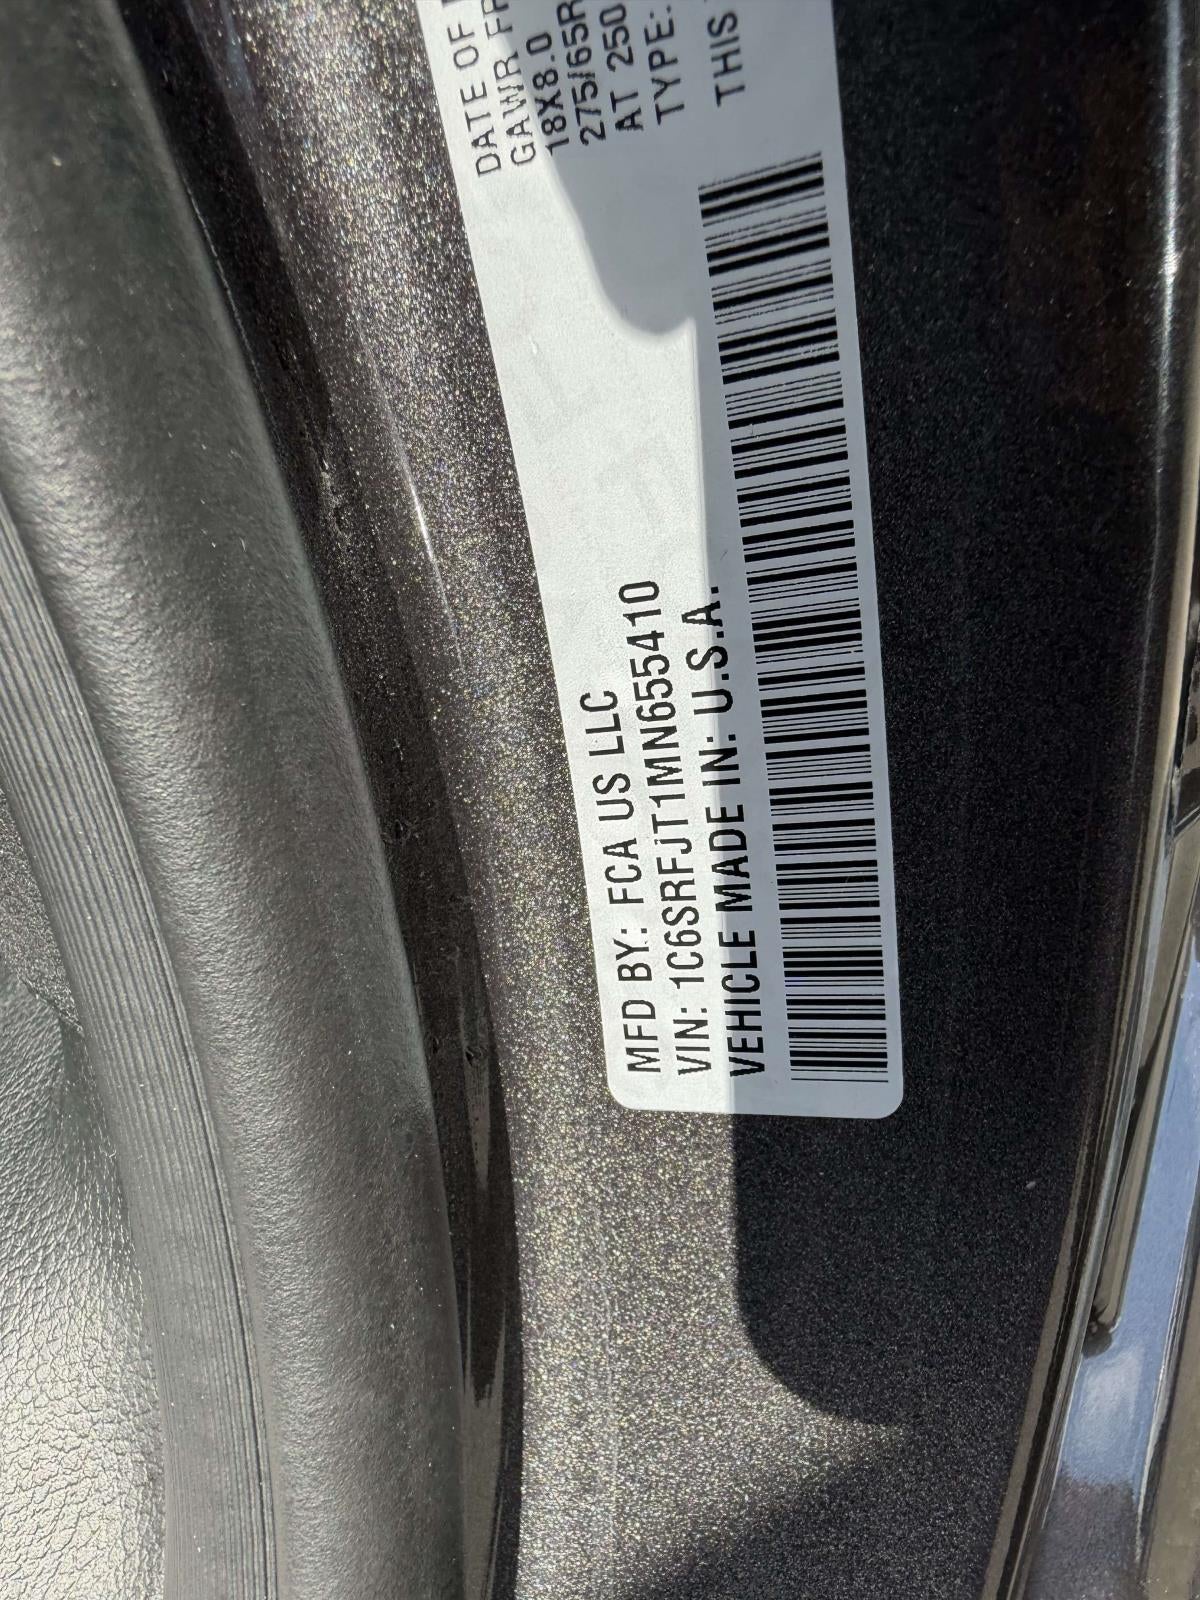 MFD BY: FCA US LLC
VIN: 1C6SRFJT1MN655410
VEHICLE MADE IN: U.S.A.
DATE OF
GAWR FR
18X8.0
275/65R
AT 250
TYPE:
THIS